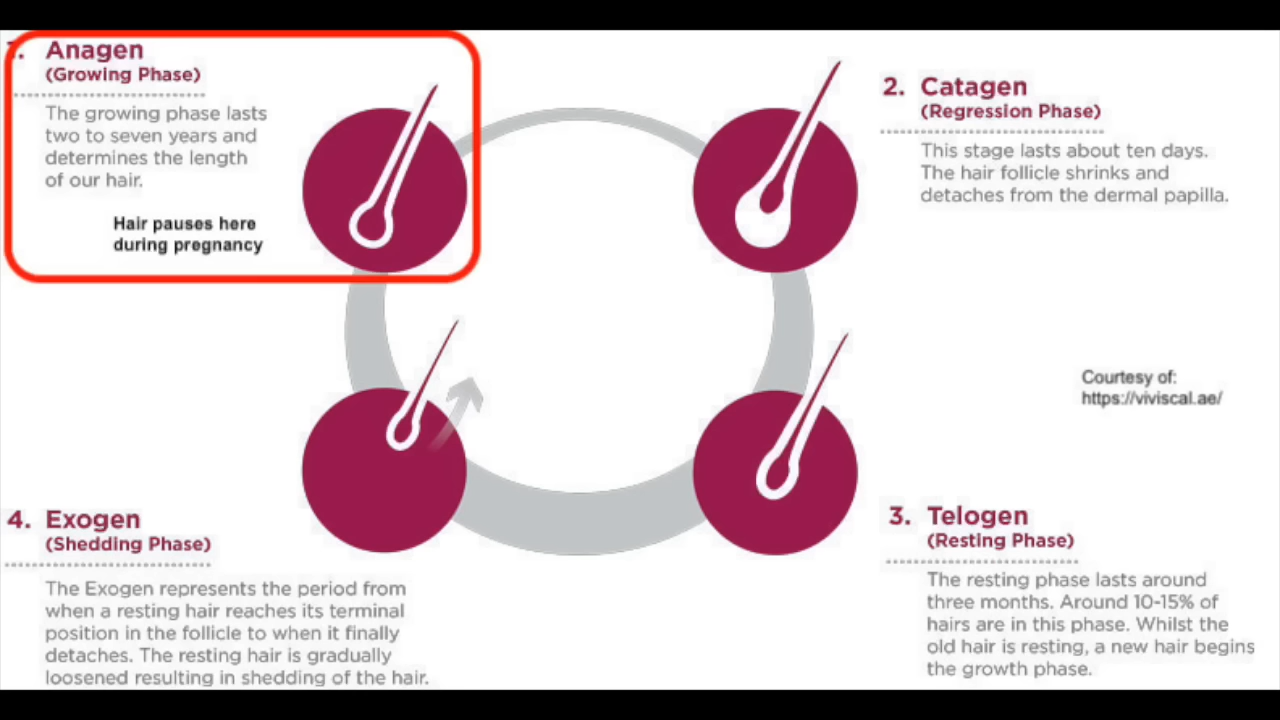 1. Anagen
(Growing Phase)
The growing phase lasts
two to seven years and
determines the length
of our hair.
Hair pauses here
during pregnancy
2. Catagen
(Regression Phase)
This stage lasts about ten days.
The hair follicle shrinks and
detaches from the dermal papilla.
Courtesy of:
https://viviscal.ae/
3. Telogen
(Resting Phase)
The resting phase lasts around
three months. Around 10-15% of
hairs are in this phase. Whilst the
old hair is resting, a new hair begins
the growth phase.
4. Exogen
(Shedding Phase)
The Exogen represents the period from
when a resting hair reaches its terminal
position in the follicle to when it finally
detaches. The resting hair is gradually
loosened resulting in shedding of the hair.